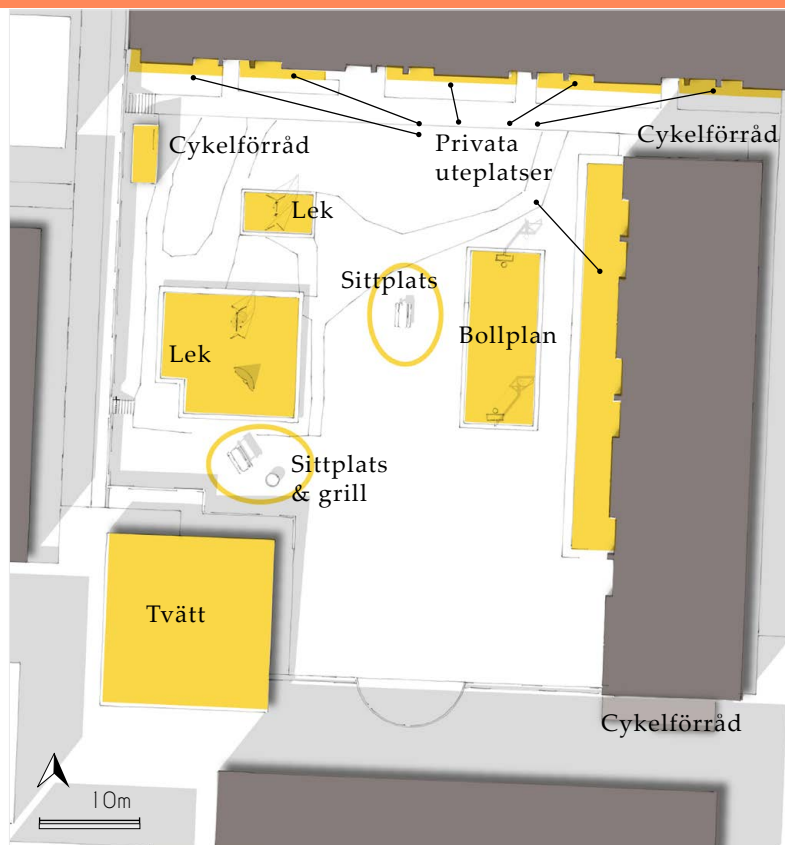 Cykelförråd
Privata
uteplatser
Cykelförråd
Lek
Sittplats
Bollplan
Lek
Sittplats
& grill
Tvätt
Cykelförråd
10m